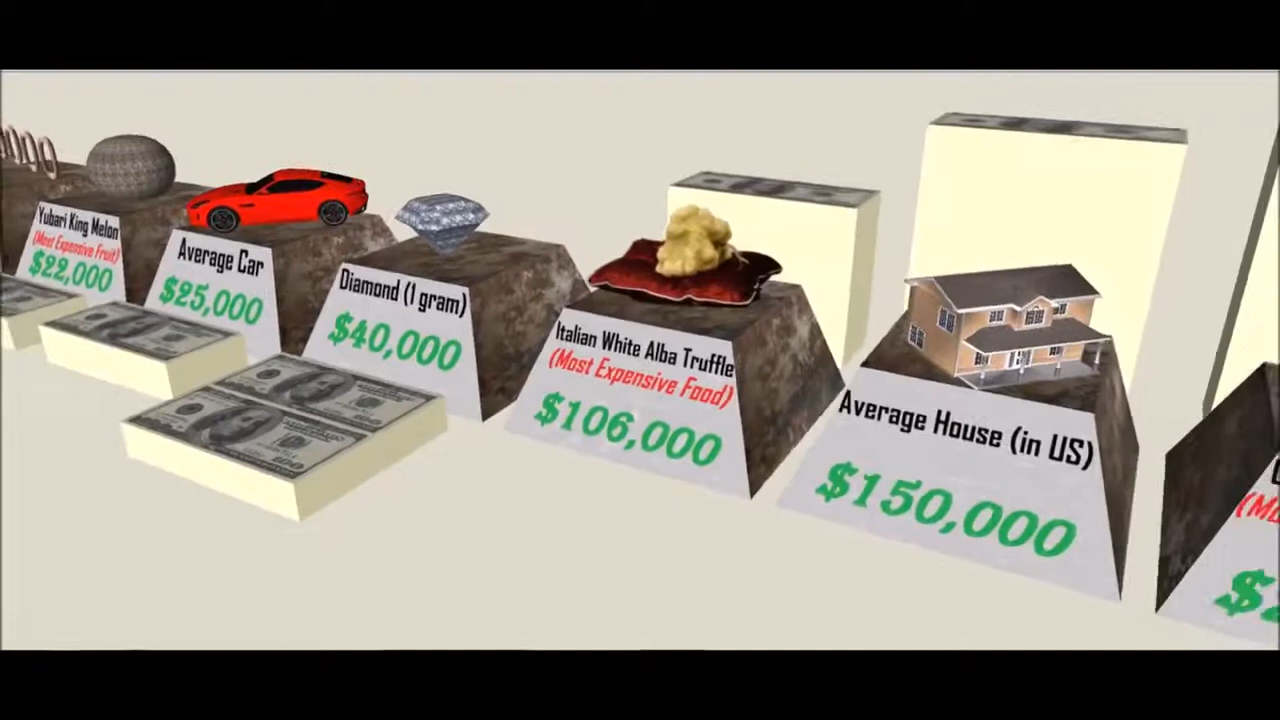 Yubari King Melon
(Most Expensive Fruit)
$22,000
Average Car
$25,000
Diamond (1 gram)
$40,000
Italian White Alba Truffle
(Most Expensive Food)
$106,000
Average House (in US)
$150,000